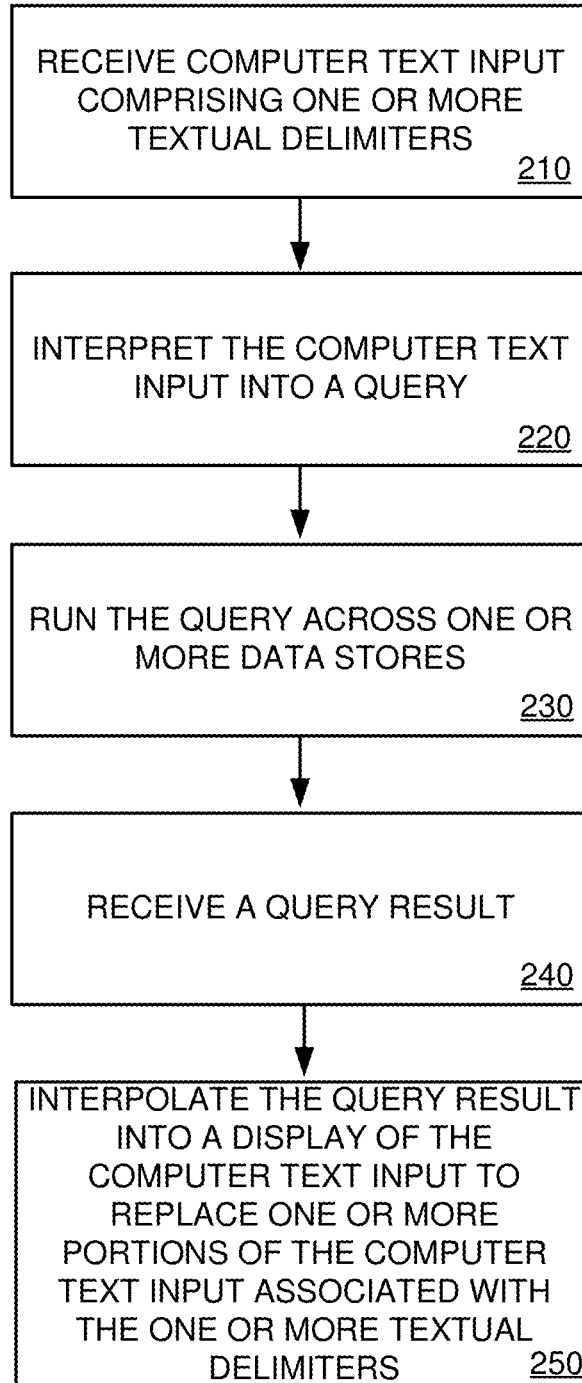 RECEIVE COMPUTER TEXT INPUT
COMPRISING ONE OR MORE
TEXTUAL DELIMITERS
210
INTERPRET THE COMPUTER TEXT
INPUT INTO A QUERY
220
RUN THE QUERY ACROSS ONE OR
MORE DATA STORES
230
RECEIVE A QUERY RESULT
240
INTERPOLATE THE QUERY RESULT
INTO A DISPLAY OF THE
COMPUTER TEXT INPUT TO
REPLACE ONE OR MORE
PORTIONS OF THE COMPUTER
TEXT INPUT ASSOCIATED WITH
THE ONE OR MORE TEXTUAL
DELIMITERS 250